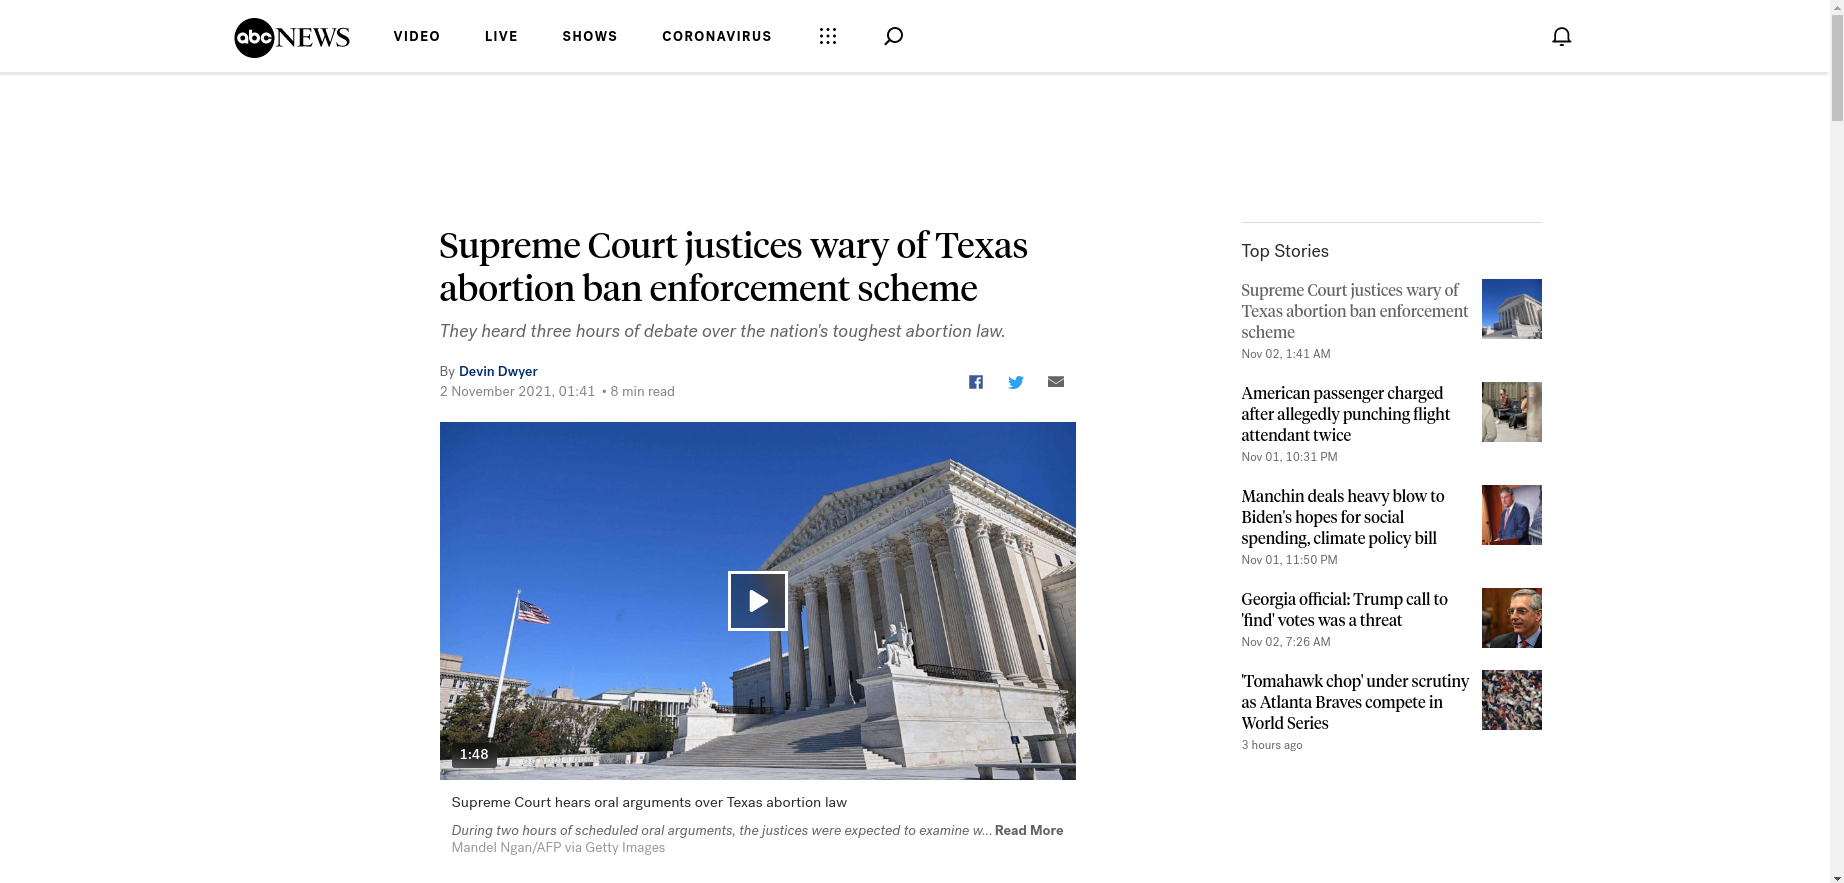 abc NEWS
VIDEO
LIVE
SHOWS
CORONAVIRUS
Supreme Court justices wary of Texas
abortion ban enforcement scheme
They heard three hours of debate over the nation's toughest abortion law.
By Devin Dwyer
2 November 2021, 01:41 • 8 min read
1:48
Supreme Court hears oral arguments over Texas abortion law
During two hours of scheduled oral arguments, the justices were expected to examine w... Read More
Mandel Ngan/AFP via Getty Images
Top Stories
Supreme Court justices wary of
Texas abortion ban enforcement
scheme
Nov 02, 1:41 AM
American passenger charged
after allegedly punching flight
attendant twice
Nov 01, 10:31 PM
Manchin deals heavy blow to
Biden's hopes for social
spending, climate policy bill
Nov 01, 11:50 PM
Georgia official: Trump call to
'find' votes was a threat
Nov 02, 7:26 AM
'Tomahawk chop' under scrutiny
as Atlanta Braves compete in
World Series
3 hours ago